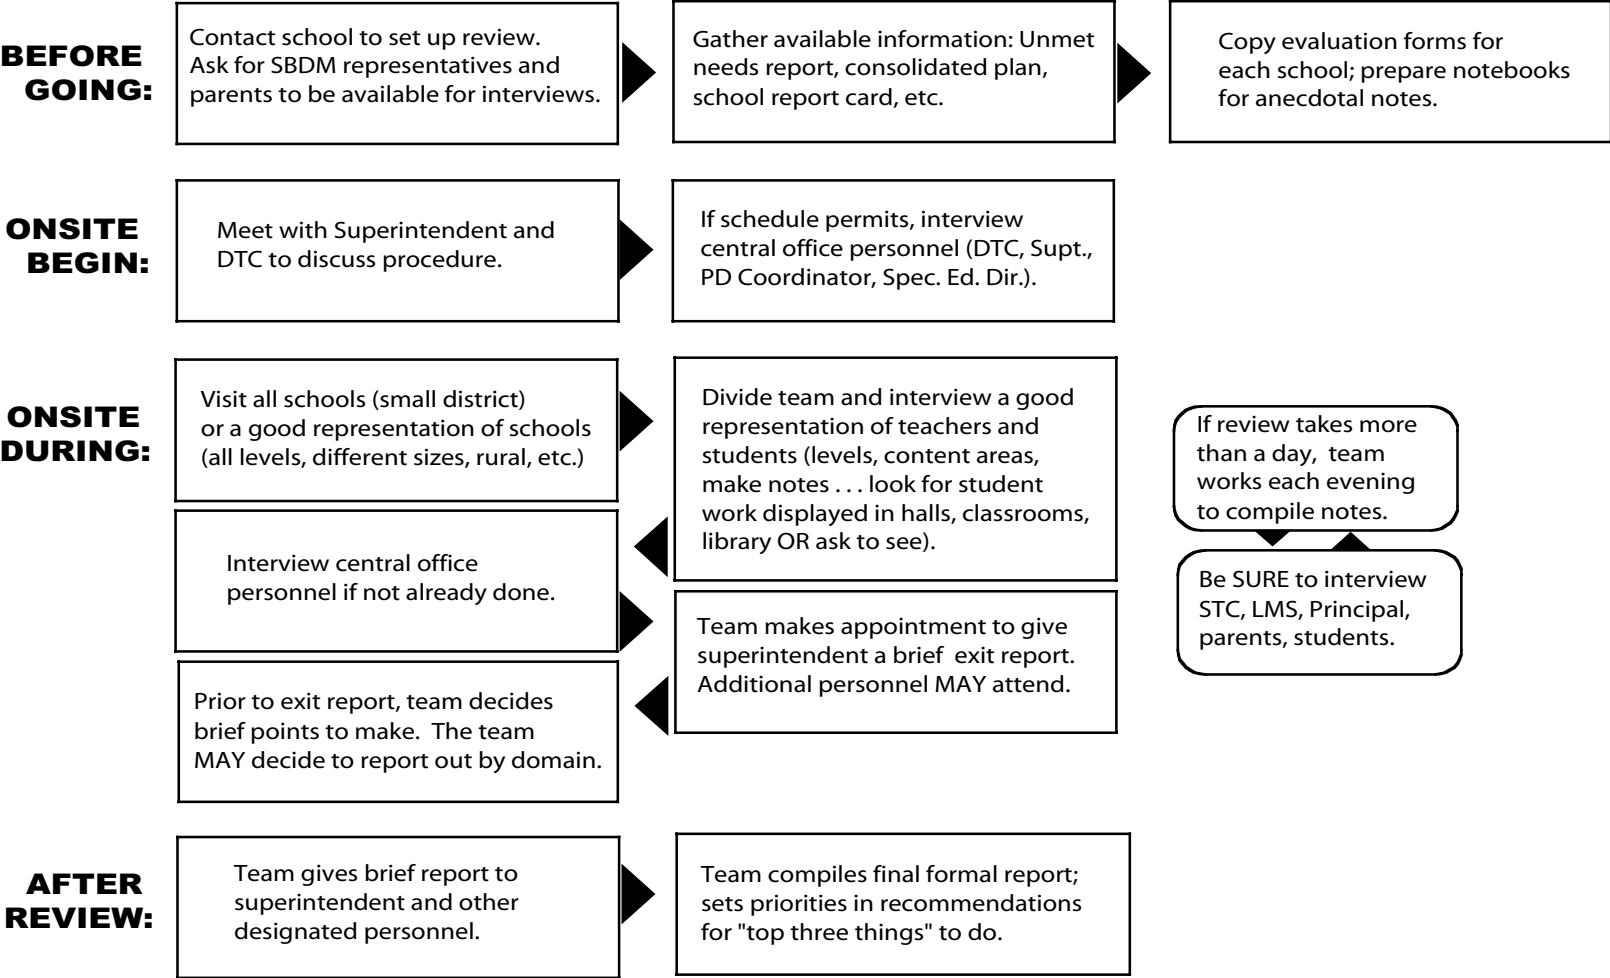 BEFORE
GOING:
Contact school to set up review.
Ask for SBDM representatives and
parents to be available for interviews.
Gather available information: Unmet
needs report, consolidated plan,
school report card, etc.
Copy evaluation forms for
each school; prepare notebooks
for anecdotal notes.
ONSITE
BEGIN:
Meet with Superintendent and
DTC to discuss procedure.
If schedule permits, interview
central office personnel (DTC, Supt.,
PD Coordinator, Spec. Ed. Dir.).
ONSITE
DURING:
Visit all schools (small district)
or a good representation of schools
(all levels, different sizes, rural, etc.)
Divide team and interview a good
representation of teachers and
students (levels, content areas,
make notes . . . look for student
work displayed in halls, classrooms,
library OR ask to see).
Interview central office
personnel if not already done.
Team makes appointment to give
superintendent a brief exit report.
Additional personnel MAY attend.
Prior to exit report, team decides
brief points to make. The team
MAY decide to report out by domain.
If review takes more
than a day, team
works each evening
to compile notes.
Be SURE to interview
STC, LMS, Principal,
parents, students.
AFTER
REVIEW:
Team gives brief report to
superintendent and other
designated personnel.
Team compiles final formal report;
sets priorities in recommendations
for "top three things" to do.